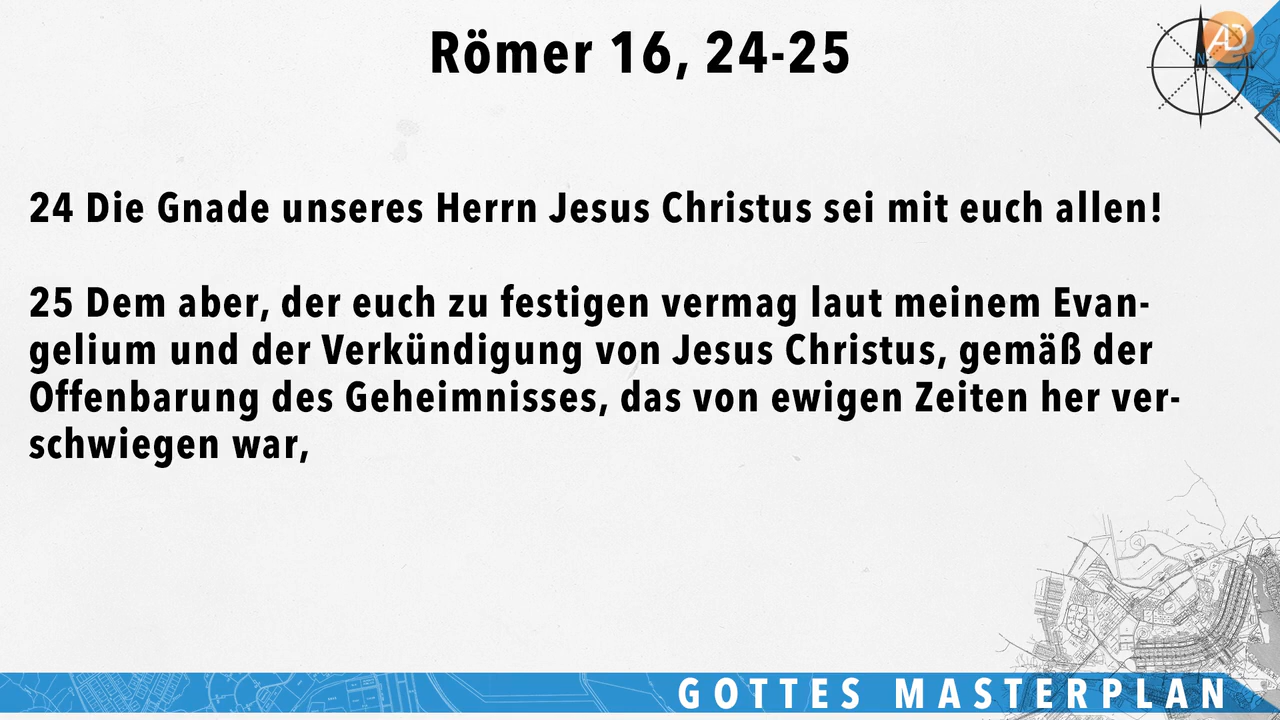 Römer 16, 24-25
AD
N
24 Die Gnade unseres Herrn Jesus Christus sei mit euch allen!
25 Dem aber, der euch zu festigen vermag laut meinem Evan-
gelium und der Verkündigung von Jesus Christus, gemäß der
Offenbarung des Geheimnisses, das von ewigen Zeiten her ver-
schwiegen war,
GOTTES MASTERPLAN